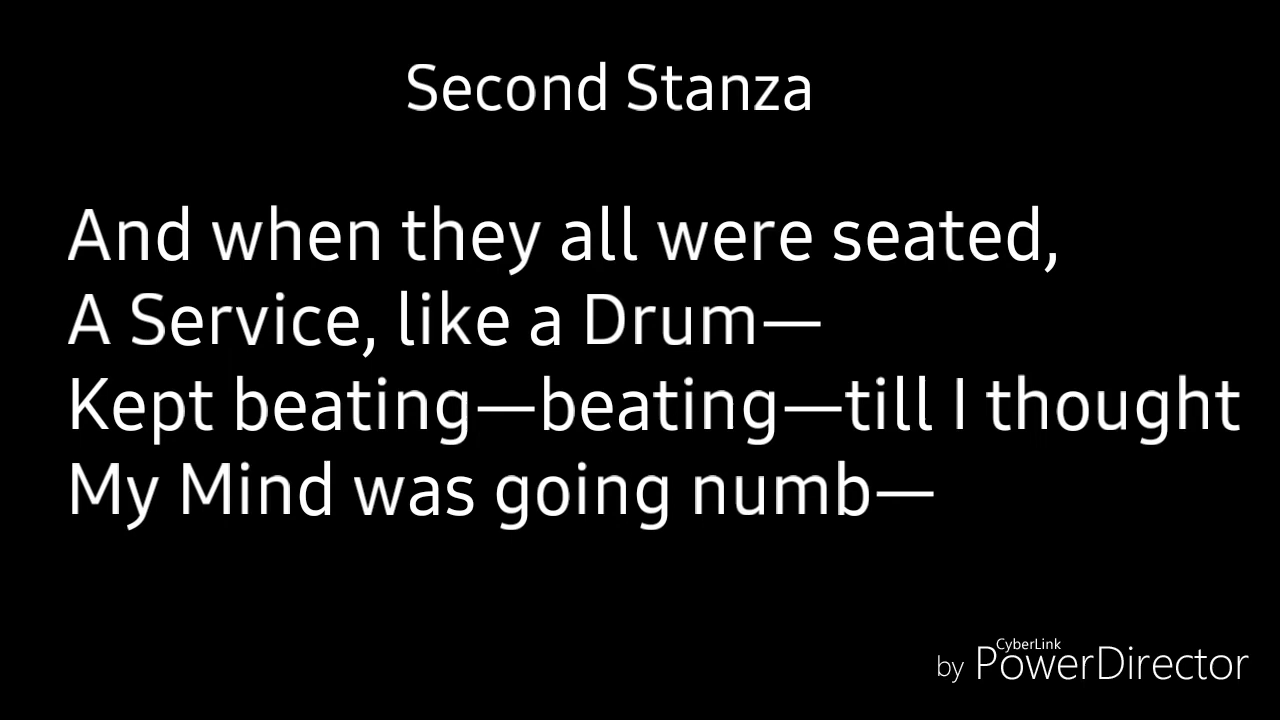 Second Stanza
And when they all were seated,
A Service, like a Drum—
Kept beating—beating—till I thought
My Mind was going numb—
by CyberLink PowerDirector